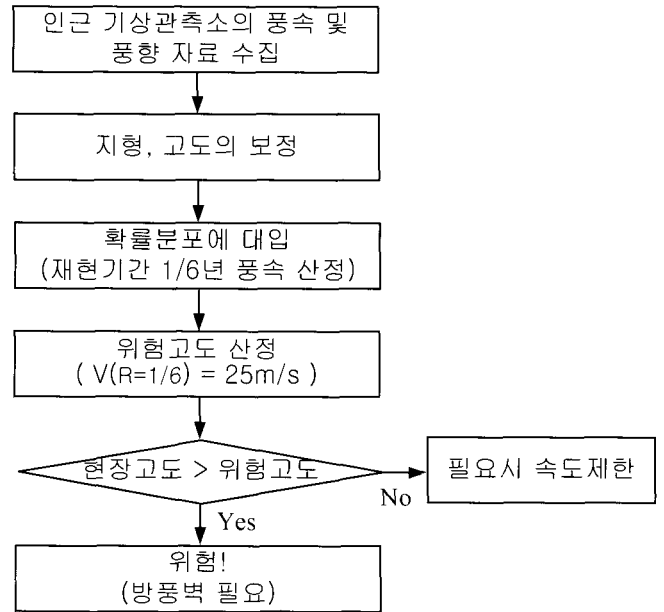 인근 기상관측소의 풍속 및
풍향 자료 수집
지형, 고도의 보정
확률분포에 대입
(재현기간 1/6년 풍속 산정)
위험고도 산정
( V(R=1/6) = 25m/s )
현장고도 > 위험고도
No
필요시 속도제한
Yes
위험!
(방풍벽 필요)